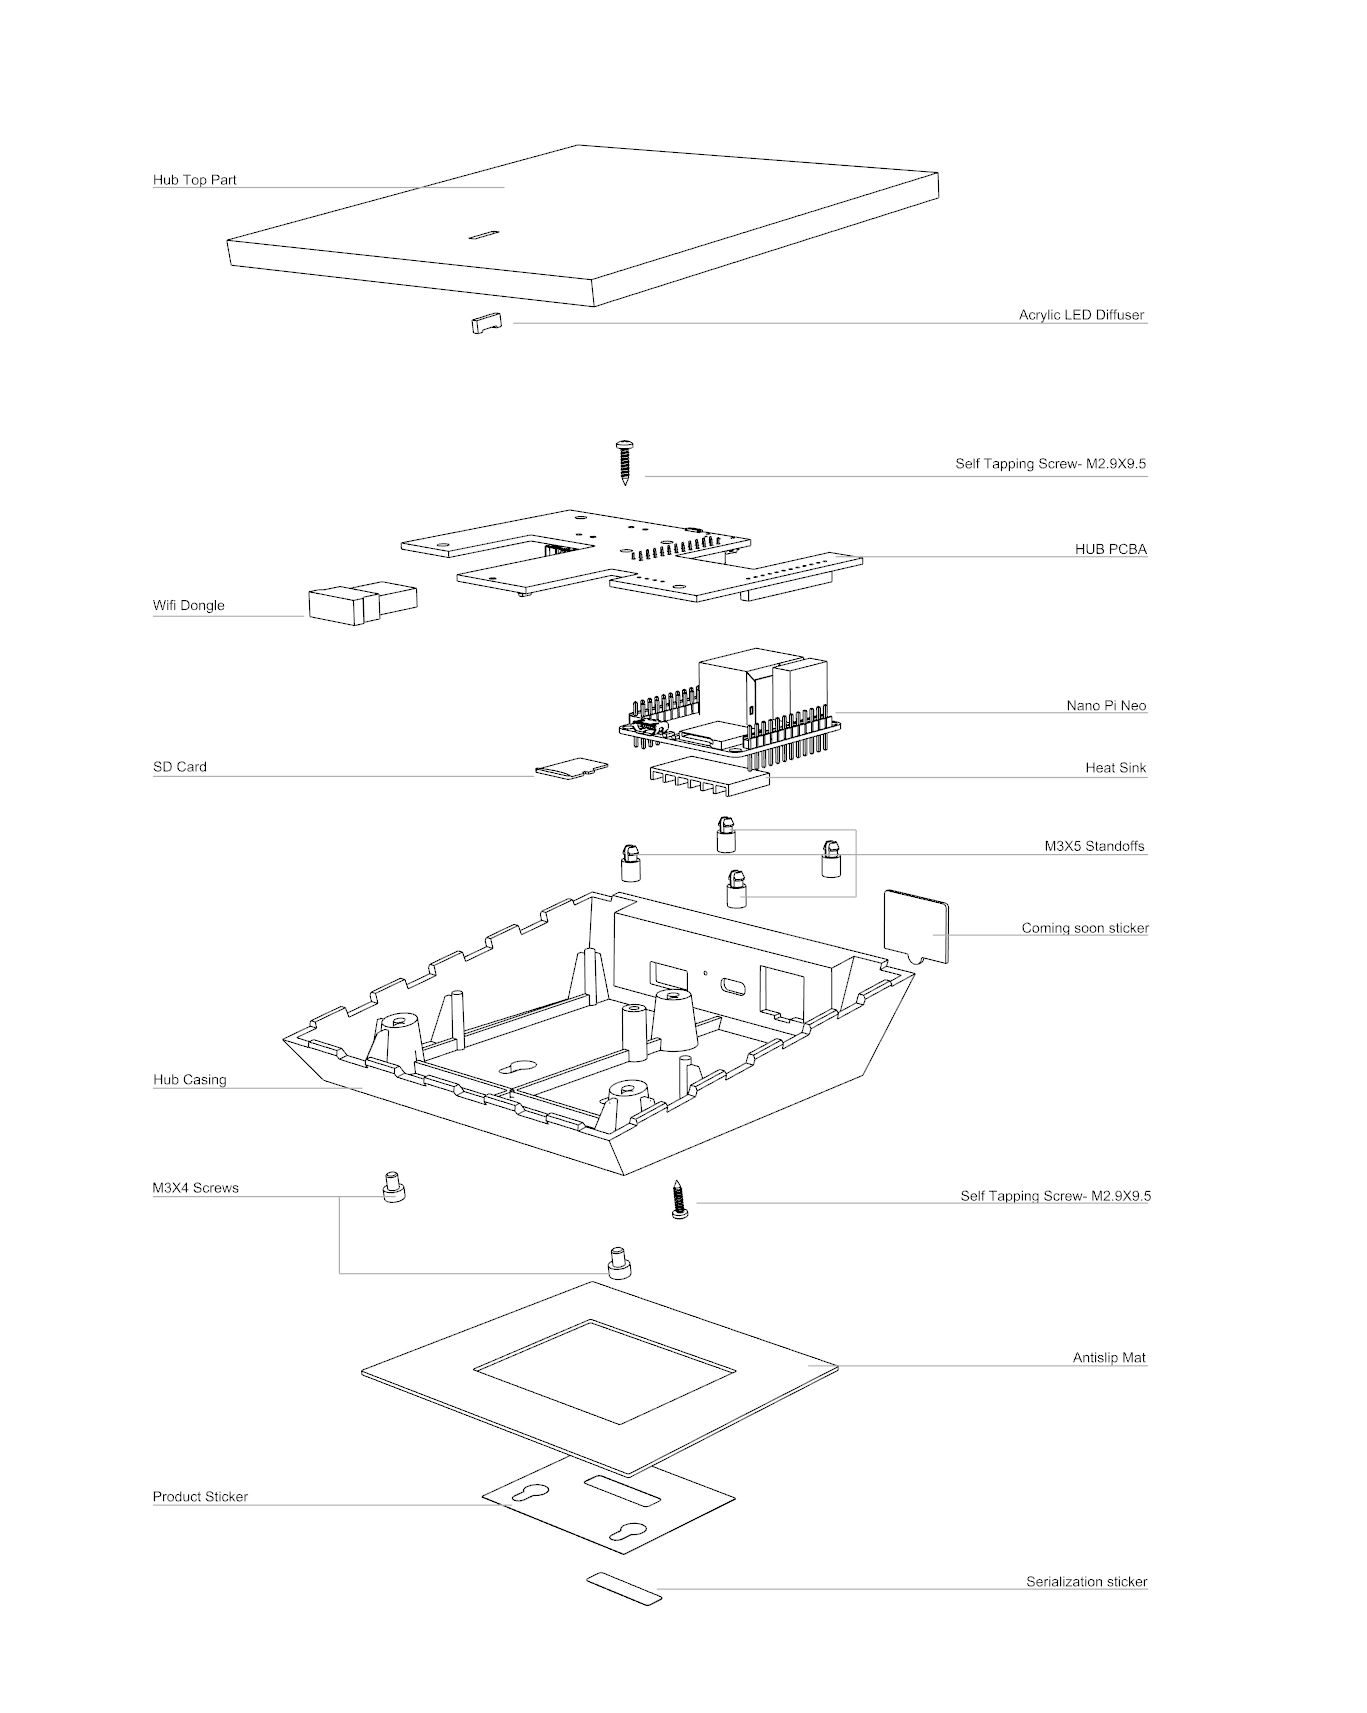 Hub Top Part
Acrylic LED Diffuser
Self Tapping Screw- M2.9X9.5
HUB PCBA
Wifi Dongle
Nano Pi Neo
SD Card
Heat Sink
M3X5 Standoffs
Coming soon sticker
Hub Casing
M3X4 Screws
Self Tapping Screw- M2.9X9.5
Antislip Mat
Product Sticker
Serialization sticker